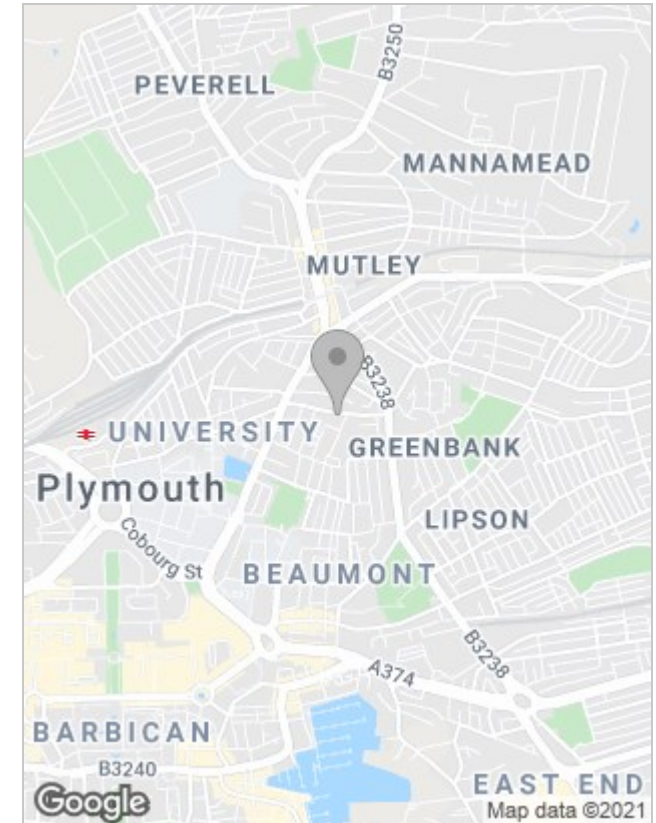 B3250
PEVERELL
MANNAMEAD
MUTLEY
B3238
UNIVERSITY
GREENBANK
Plymouth
LIPSON
Cobourg St
BEAUMONT
B3238
A374
BARBICAN
B3240
EAST END
Google
Map data ©2021